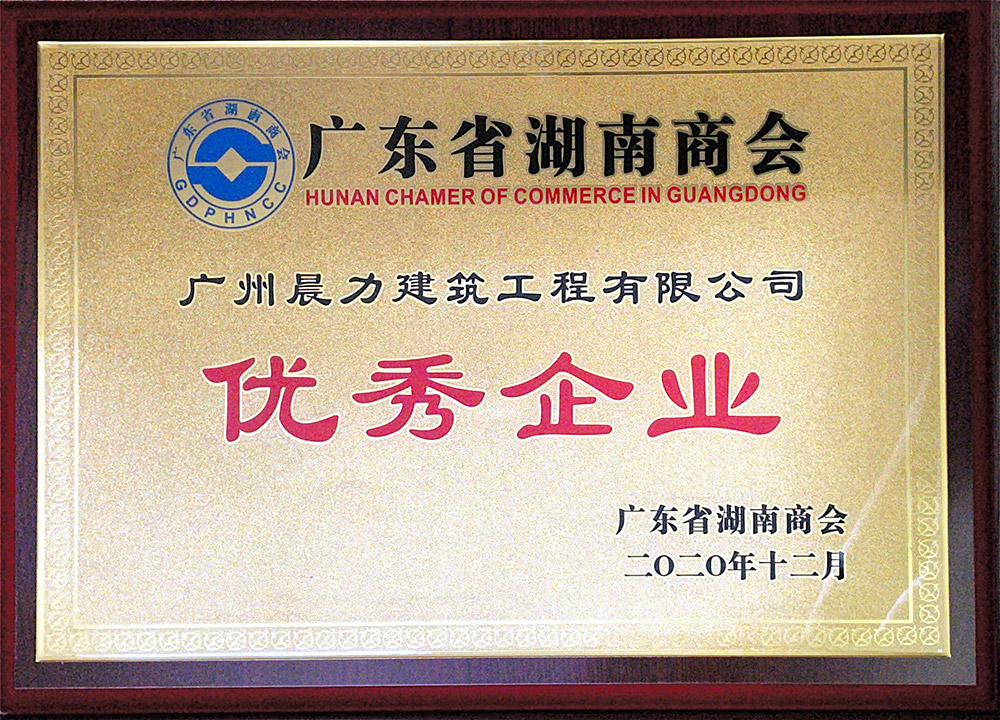 广东省湖南商会
GDPHNCC
广东省湖南商会
HUNAN CHAMER OF COMMERCE IN GUANGDONG
广州晨力建筑工程有限公司
优秀企业
广东省湖南商会
二〇二〇年十二月